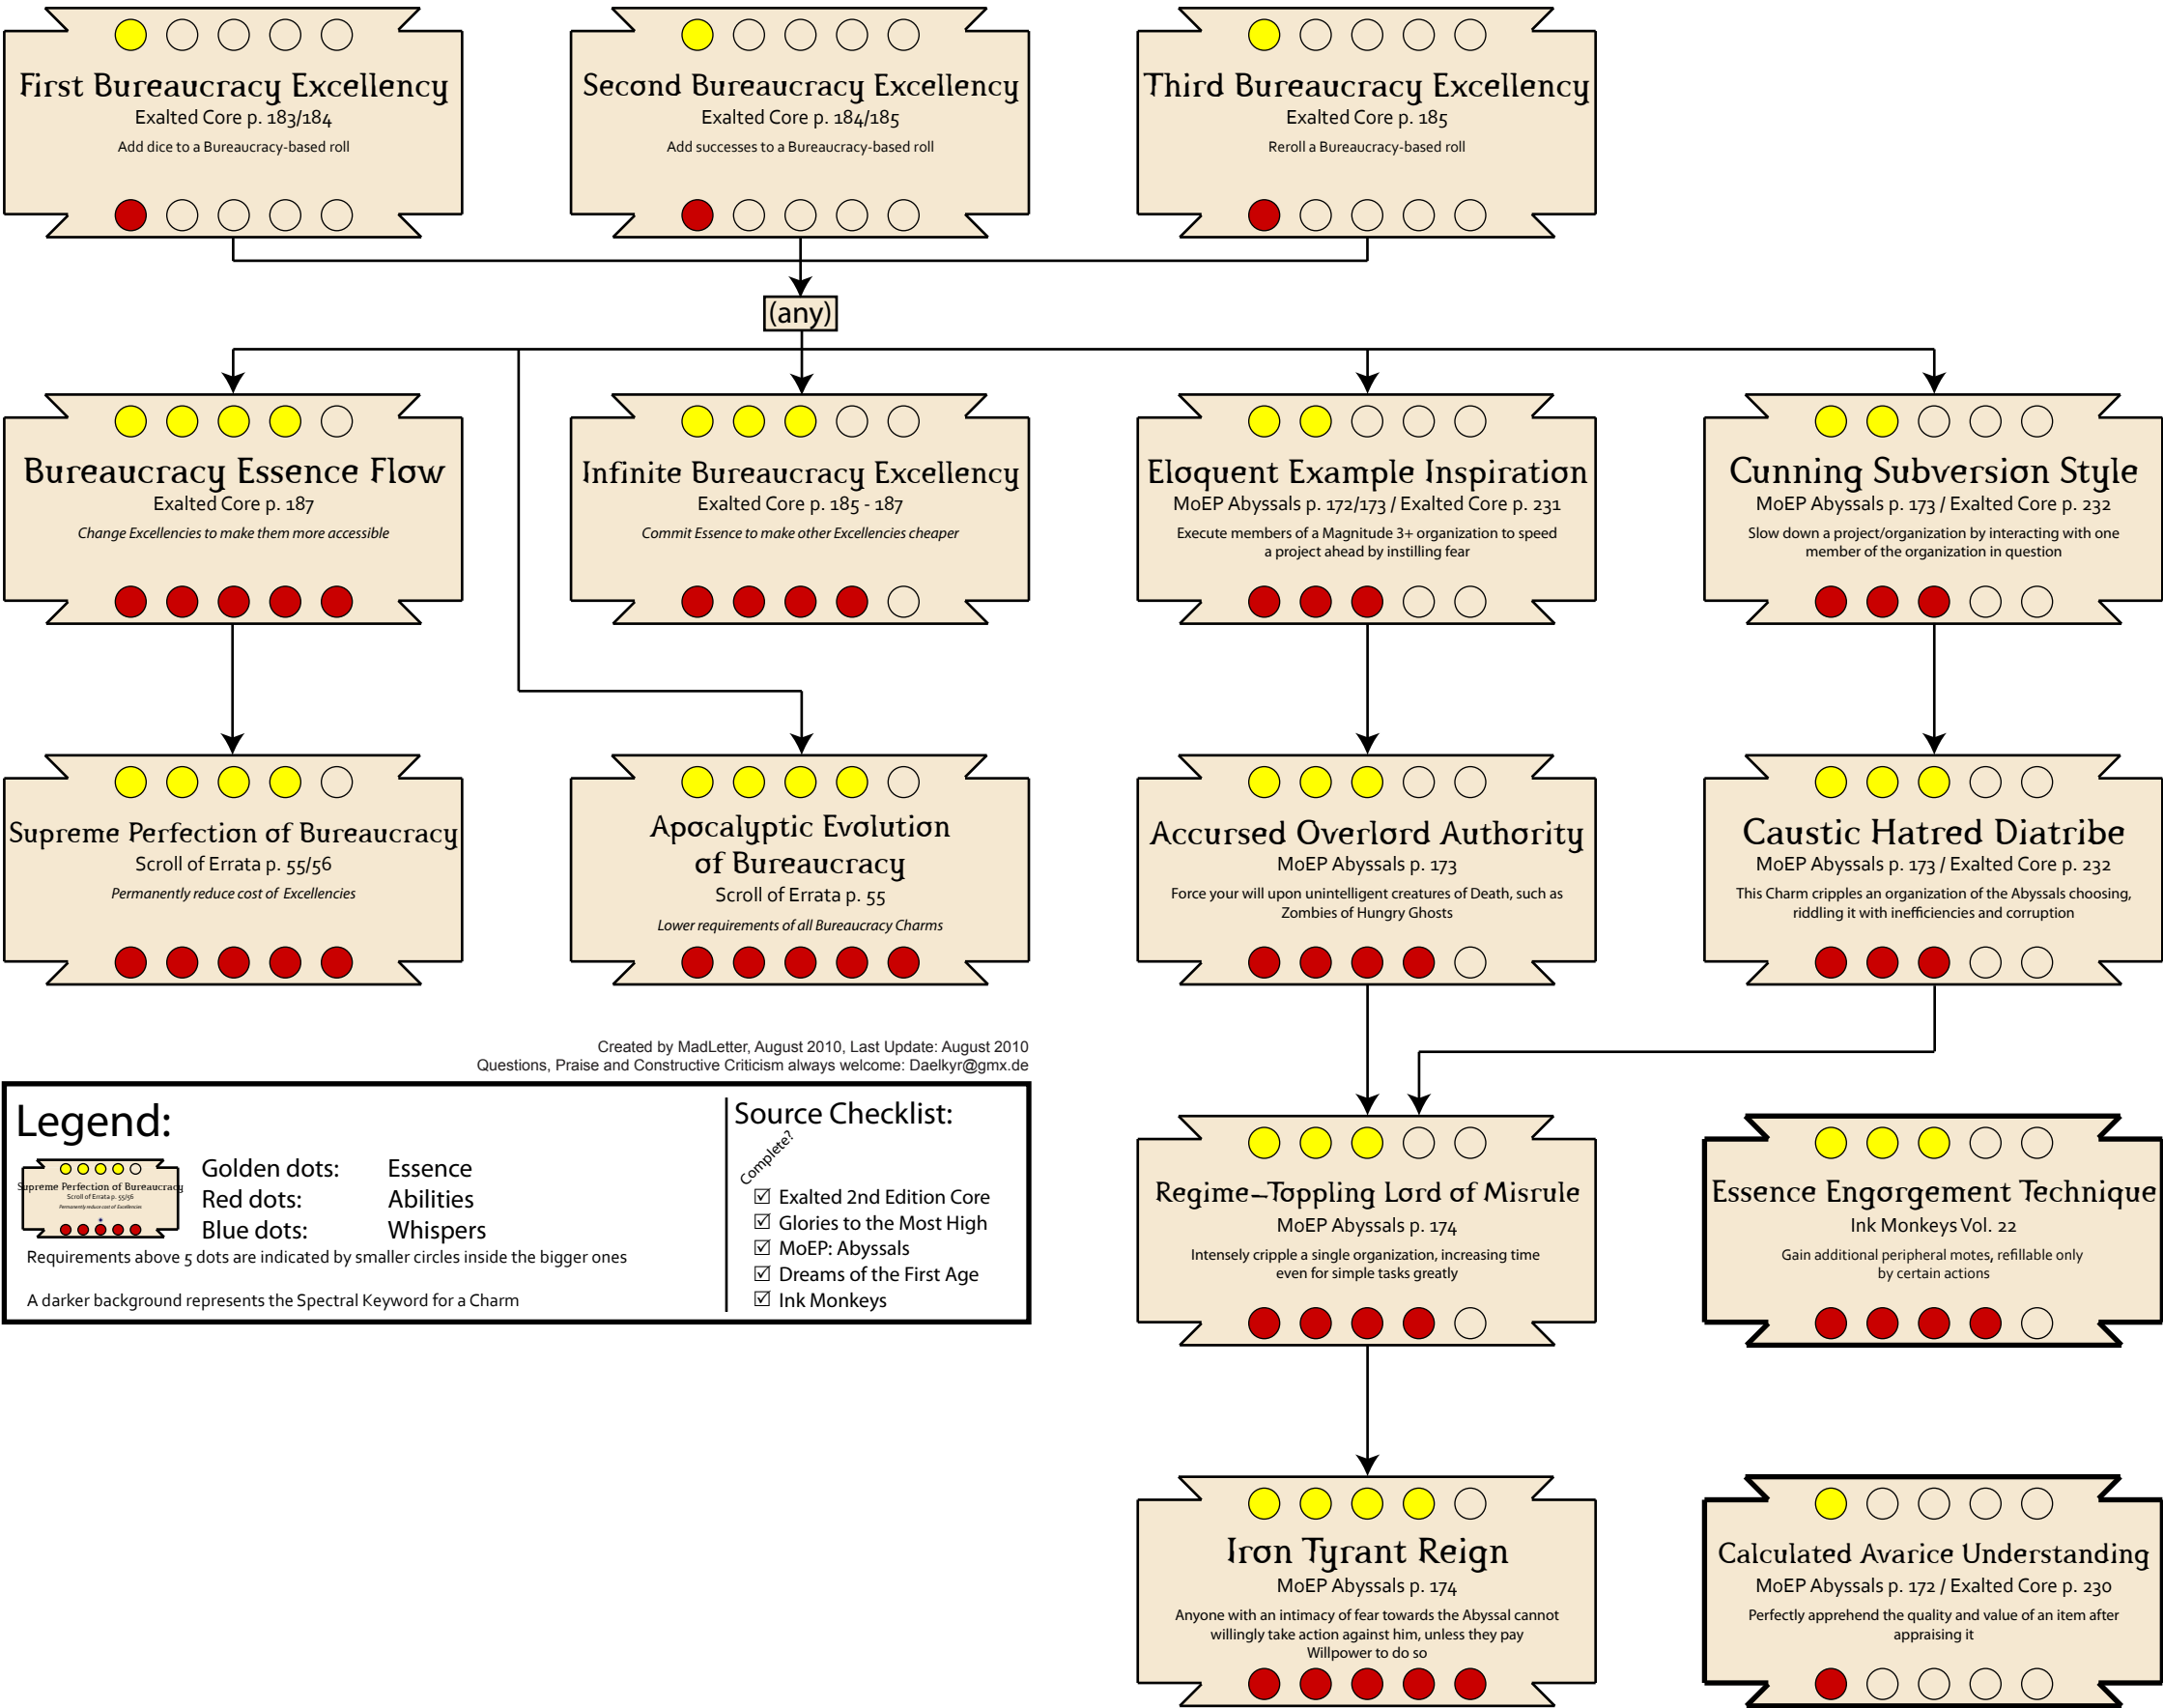 First Bureaucracy Excellency
Exalted Core p. 183/184
Add dice to a Bureaucracy-based roll
Second Bureaucracy Excellency
Exalted Core p. 184/185
Add successes to a Bureaucracy-based roll
Third Bureaucracy Excellency
Exalted Core p. 185
Reroll a Bureaucracy-based roll
(any)
Bureaucracy Essence Flow
Exalted Core p. 187
Change Excellencies to make them more accessible
Infinite Bureaucracy Excellency
Exalted Core p. 185 - 187
Commit Essence to make other Excellencies cheaper
Eloquent Example Inspiration
MoEP Abyssals p. 172/173 / Exalted Core p. 231
Execute members of a Magnitude 3+ organization to speed
a project ahead by instilling fear
Cunning Subversion Style
MoEP Abyssals p. 173 / Exalted Core p. 232
Slow down a project/organization by interacting with one
member of the organization in question
Supreme Perfection of Bureaucracy
Scroll of Errata p. 55/56
Permanently reduce cost of Excellencies
Apocalyptic Evolution
of Bureaucracy
Scroll of Errata p. 55
Lower requirements of all Bureaucracy Charms
Accursed Overlord Authority
MoEP Abyssals p. 173
Force your will upon unintelligent creatures of Death, such as
Zombies of Hungry Ghosts
Caustic Hatred Diatribe
MoEP Abyssals p. 173 / Exalted Core p. 232
This Charm cripples an organization of the Abyssals choosing,
riddling it with inefficiencies and corruption
Created by MadLetter, August 2010, Last Update: August 2010
Questions, Praise and Constructive Criticism always welcome: Daelkyr@gmx.de
Legend:
Supreme Perfection of Bureaucracy
Scroll of Errata p. 55/56
Permanently reduce cost of Excellencies
Golden dots: Essence
Red dots: Abilities
Blue dots: Whispers
Requirements above 5 dots are indicated by smaller circles inside the bigger ones
A darker background represents the Spectral Keyword for a Charm
Source Checklist:
Complete?
☑ Exalted 2nd Edition Core
☑ Glories to the Most High
☑ MoEP: Abyssals
☑ Dreams of the First Age
☑ Ink Monkeys
Regime-Toppling Lord of Misrule
MoEP Abyssals p. 174
Intensely cripple a single organization, increasing time
even for simple tasks greatly
Essence Engorgement Technique
Ink Monkeys Vol. 22
Gain additional peripheral motes, refillable only
by certain actions
Iron Tyrant Reign
MoEP Abyssals p. 174
Anyone with an intimacy of fear towards the Abyssal cannot
willingly take action against him, unless they pay
Willpower to do so
Calculated Avarice Understanding
MoEP Abyssals p. 172 / Exalted Core p. 230
Perfectly apprehend the quality and value of an item after
appraising it